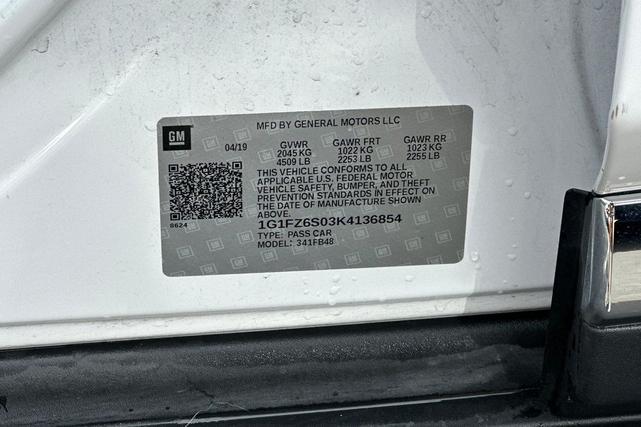 MFD BY GENERAL MOTORS LLC
GM
04/19 GVWR GAWR FRT GAWR RR
2045 KG 1022 KG 1023 KG
4509 LB 2253 LB 2255 LB
THIS VEHICLE CONFORMS TO ALL
APPLICABLE U.S. FEDERAL MOTOR
VEHICLE SAFETY, BUMPER, AND THEFT
PREVENTION STANDARDS IN EFFECT ON
THE DATE OF MANUFACTURE SHOWN
ABOVE.
8624
1G1FZ6S03K4136854
TYPE: PASS CAR
MODEL: 341FB48